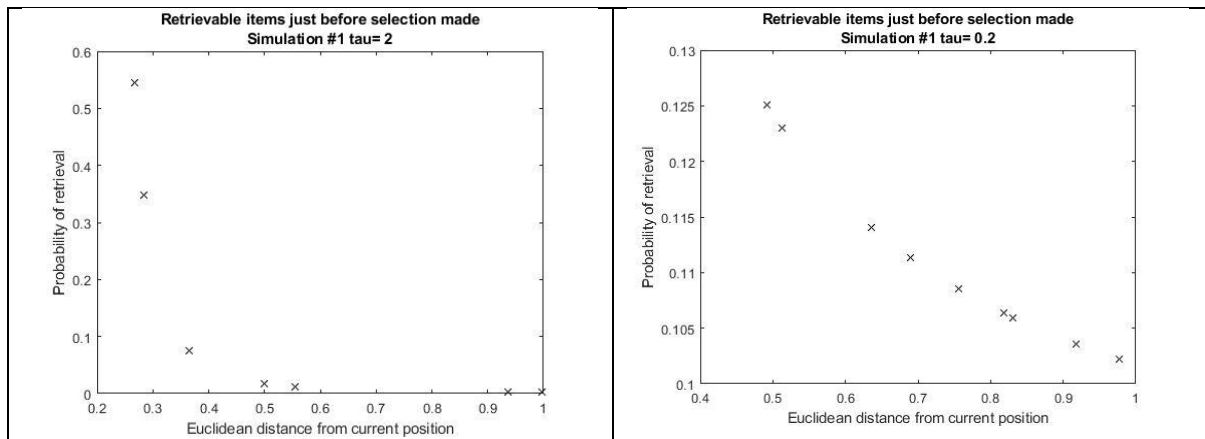 Retrievable items just before selection made
Simulation #1 tau= 2
0.6
0.5
0.4
0.3
0.2
0.1
0
Probability of retrieval
0.2 0.3 0.4 0.5 0.6 0.7 0.8 0.9 1
Euclidean distance from current position
Retrievable items just before selection made
Simulation #1 tau= 0.2
0.13
0.125
0.12
0.115
0.11
0.105
0.1
Probability of retrieval
0.4 0.5 0.6 0.7 0.8 0.9 1
Euclidean distance from current position